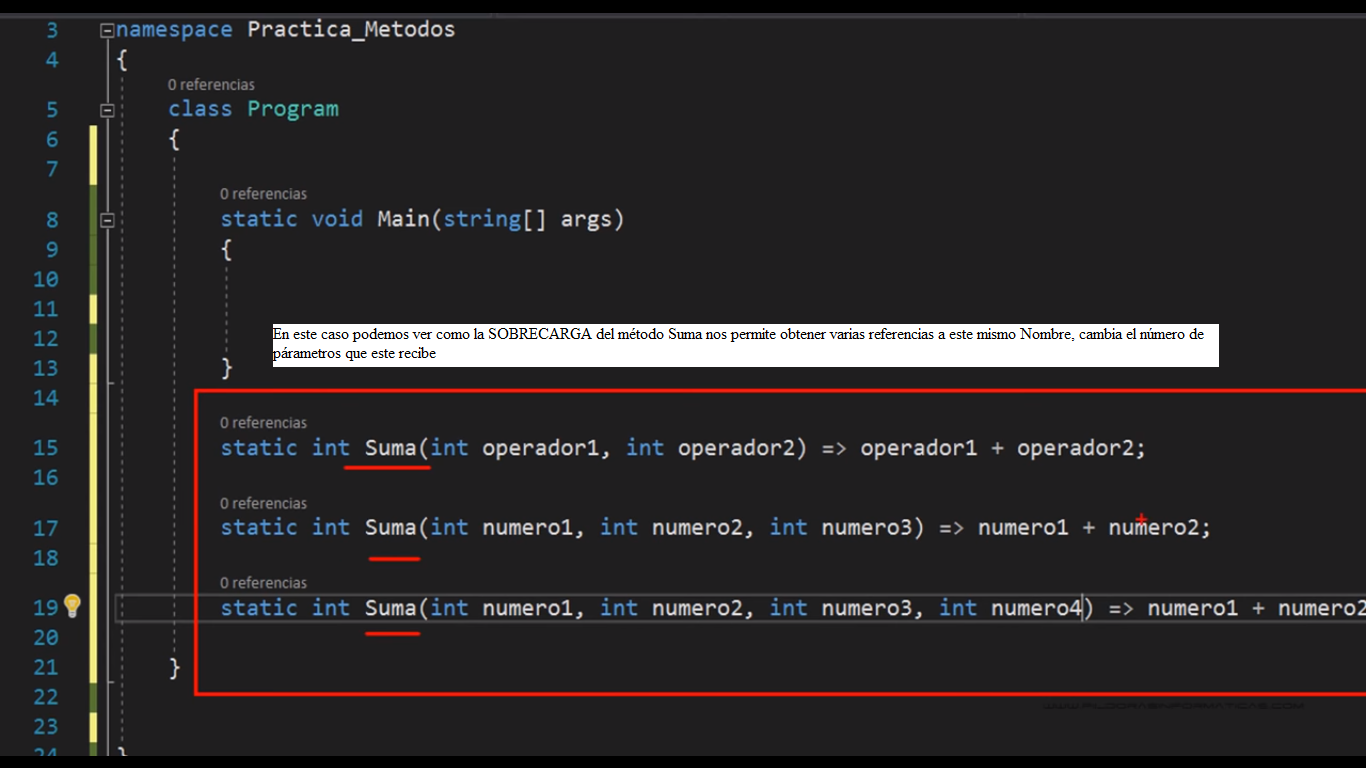 3 namespace Practica_Metodos
4 {
0 referencias
5 class Program
6 {
7
0 referencias
8 static void Main(string[] args)
9 {
10
11
12
En este caso podemos ver como la SOBRECARGA del método Suma nos permite obtener varias referencias a este mismo Nombre, cambia el número de
párametros que este recibe
13 }
14
0 referencias
15 static int Suma(int operador1, int operador2) => operador1 + operador2;
16
0 referencias
17 static int Suma(int numero1, int numero2, int numero3) => numero1 + numero2;
18
0 referencias
19 static int Suma(int numero1, int numero2, int numero3, int numero4) => numero1 + numero2
20
21 }
22
23
24 }